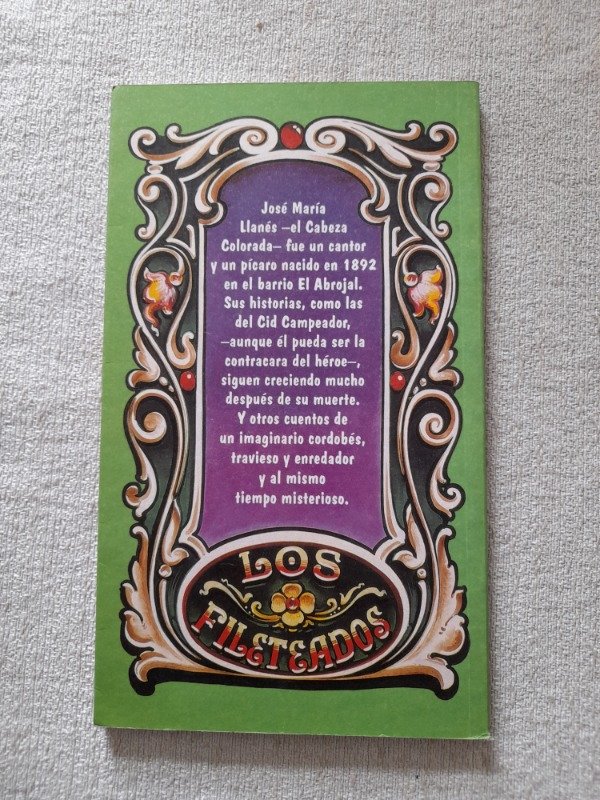 José María
Llanés –el Cabeza
Colorada– fue un cantor
y un pícaro nacido en 1892
en el barrio El Abrojal.
Sus historias, como las
del Cid Campeador,
–aunque él pueda ser la
contracara del héroe–,
siguen creciendo mucho
después de su muerte.
Y otros cuentos de
un imaginario cordobés,
travieso y enredador
y al mismo
tiempo misterioso.
LOS
FILETEADOS